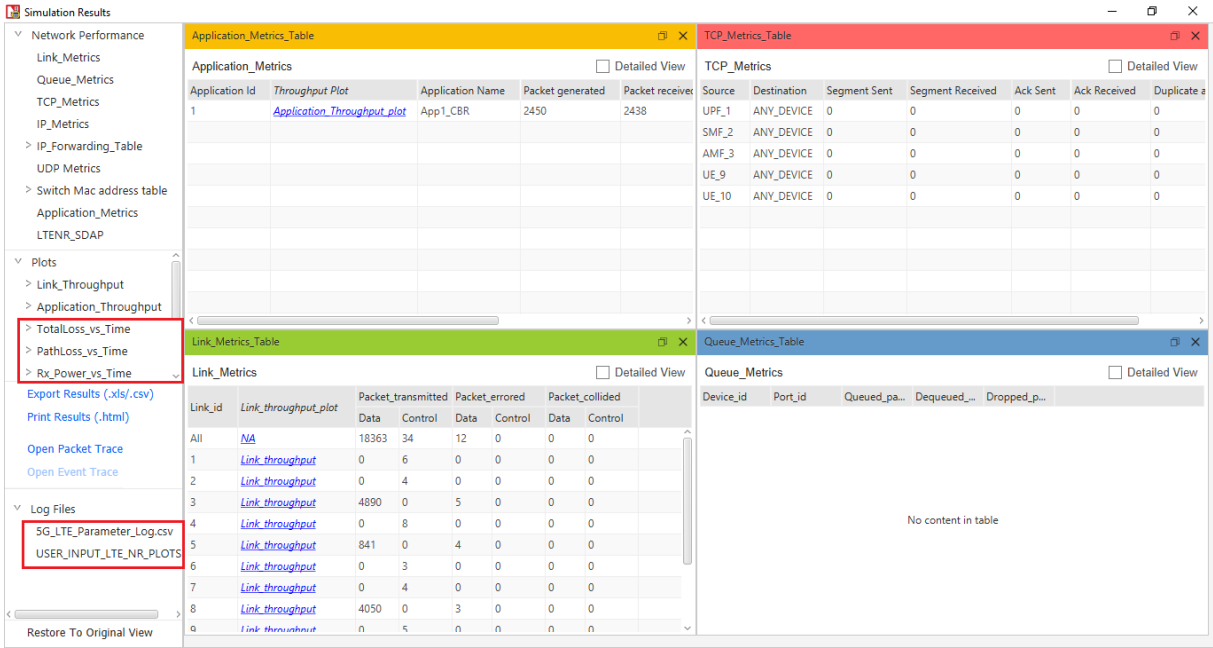 Simulation Results
Network Performance
Link_Metrics
Queue_Metrics
TCP_Metrics
IP_Metrics
IP_Forwarding_Table
UDP Metrics
Switch Mac address table
Application_Metrics
LTENR_SDAP
Plots
Link_Throughput
Application_Throughput
TotalLoss_vs_Time
PathLoss_vs_Time
Rx_Power_vs_Time
Export Results (.xls/.csv)
Print Results (.html)
Open Packet Trace
Open Event Trace
Log Files
5G_LTE_Parameter_Log.csv
USER_INPUT_LTE_NR_PLOTS
Restore To Original View
Application_Metrics_Table
Application_Metrics Detailed View
Application Id Throughput Plot Application Name Packet generated Packet received
1 Application_Throughput_plot App1_CBR 2450 2438
TCP_Metrics_Table
TCP_Metrics Detailed View
Source Destination Segment Sent Segment Received Ack Sent Ack Received Duplicate a
UPF_1 ANY_DEVICE 0 0 0 0 0
SMF_2 ANY_DEVICE 0 0 0 0 0
AMF_3 ANY_DEVICE 0 0 0 0 0
UE_9 ANY_DEVICE 0 0 0 0 0
UE_10 ANY_DEVICE 0 0 0 0 0
Link_Metrics_Table
Link_Metrics Detailed View
Link_id Link_throughput_plot Packet_transmitted Packet_errored Packet_collided
Data Control Data Control Data Control
All NA 18363 34 12 0 0 0
1 Link_throughput 0 6 0 0 0 0
2 Link_throughput 0 4 0 0 0 0
3 Link_throughput 4890 0 5 0 0 0
4 Link_throughput 0 8 0 0 0 0
5 Link_throughput 841 0 4 0 0 0
6 Link_throughput 0 3 0 0 0 0
7 Link_throughput 0 4 0 0 0 0
8 Link_throughput 4050 0 3 0 0 0
9 Link_throughput 0 5 0 0 0 0
Queue_Metrics_Table
Queue_Metrics Detailed View
Device_id Port_id Queued_pa... Dequeued_... Dropped_p...
No content in table